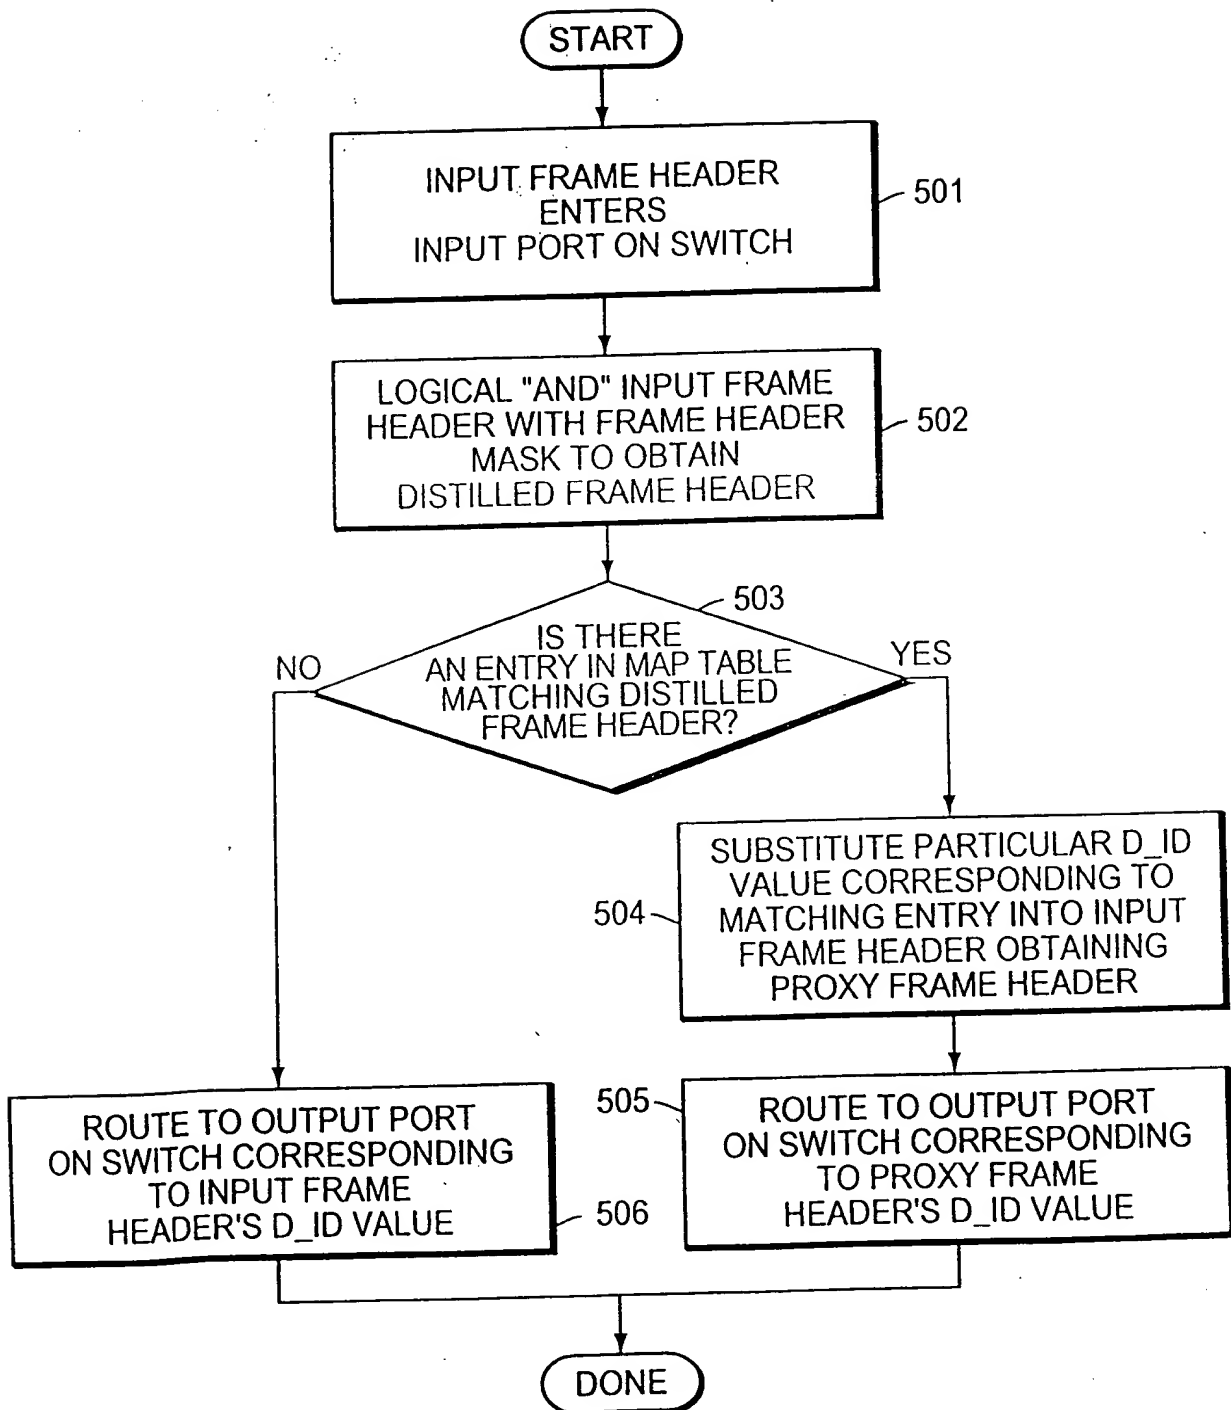 START
INPUT FRAME HEADER
ENTERS
INPUT PORT ON SWITCH
501
LOGICAL "AND" INPUT FRAME
HEADER WITH FRAME HEADER
MASK TO OBTAIN
DISTILLED FRAME HEADER
502
503
IS THERE
AN ENTRY IN MAP TABLE
MATCHING DISTILLED
FRAME HEADER?
NO
YES
SUBSTITUTE PARTICULAR D_ID
VALUE CORRESPONDING TO
MATCHING ENTRY INTO INPUT
FRAME HEADER OBTAINING
PROXY FRAME HEADER
504
ROUTE TO OUTPUT PORT
ON SWITCH CORRESPONDING
TO INPUT FRAME
HEADER'S D_ID VALUE
506
505
ROUTE TO OUTPUT PORT
ON SWITCH CORRESPONDING
TO PROXY FRAME
HEADER'S D_ID VALUE
DONE